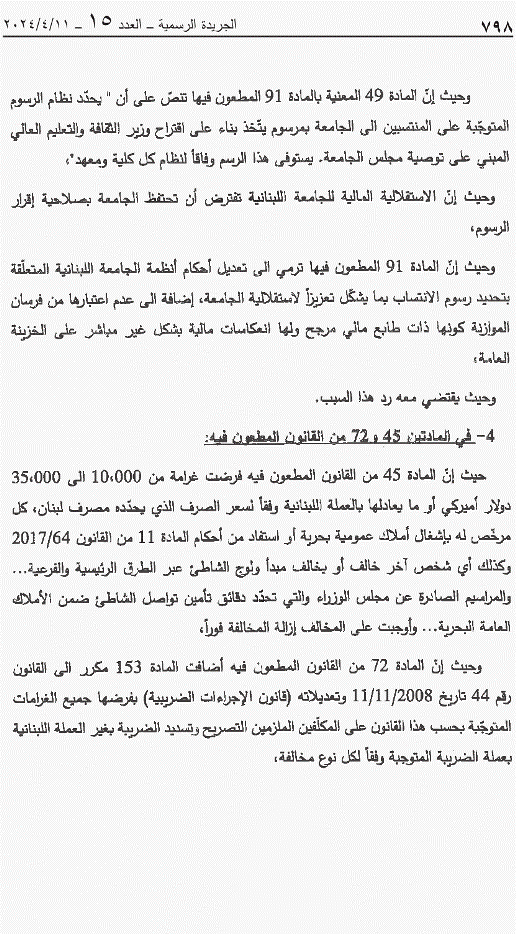 ٧٩٨
الجريدة الرسمية ــ العدد ١٥ ــ ٢٠٢٤/٤/١١
وحيث إنّ المادة 49 المعنية بالمادة 91 المطعون فيها تنصّ على أن " يحدّد نظام الرسوم
المتوجّبة على المنتسبين الى الجامعة بمرسوم يتّخذ بناء على اقتراح وزير الثقافة والتعليم العالي
المبني على توصية مجلس الجامعة. يستوفى هذا الرسم وفاقاً لنظام كل كلية ومعهد"،
وحيث إنّ الاستقلالية المالية للجامعة اللبنانية تفترض أن تحتفظ الجامعة بصلاحية إقرار
الرسوم،
وحيث إنّ المادة 91 المطعون فيها ترمي الى تعديل أحكام أنظمة الجامعة اللبنانية المتعلّقة
بتحديد رسوم الانتساب بما يشكّل تعزيزاً لاستقلالية الجامعة، إضافة الى عدم اعتبارها من فرسان
الموازنة كونها ذات طابع مالي مرجح ولها انعكاسات مالية بشكل غير مباشر على الخزينة
العامة،
وحيث يقتضي معه رد هذا السبب.
4- في المادتين 45 و 72 من القانون المطعون فيه:
حيث إنّ المادة 45 من القانون المطعون فيه فرضت غرامة من 10،000 الى 35،000
دولار أميركي أو ما يعادلها بالعملة اللبنانية وفقاً لسعر الصرف الذي يحدّده مصرف لبنان، كل
مرخّص له بإشغال أملاك عمومية بحرية أو استفاد من أحكام المادة 11 من القانون 2017/64
وكذلك أي شخص آخر خالف أو يخالف مبدأ ولوج الشاطئ عبر الطرق الرئيسية والفرعية...
والمراسيم الصادرة عن مجلس الوزراء والتي تحدّد دقائق تأمين تواصل الشاطئ ضمن الأملاك
العامة البحرية... وأوجبت على المخالف إزالة المخالفة فوراً،
وحيث إنّ المادة 72 من القانون المطعون فيه أضافت المادة 153 مكرر الى القانون
رقم 44 تاريخ 11/11/2008 وتعديلاته (قانون الإجراءات الضريبية) بفرضها جميع الغرامات
المتوجّبة بحسب هذا القانون على المكلّفين الملزمين التصريح وتسديد الضريبة بغير العملة اللبنانية
بعملة الضريبة المتوجبة وفقاً لكل نوع مخالفة،